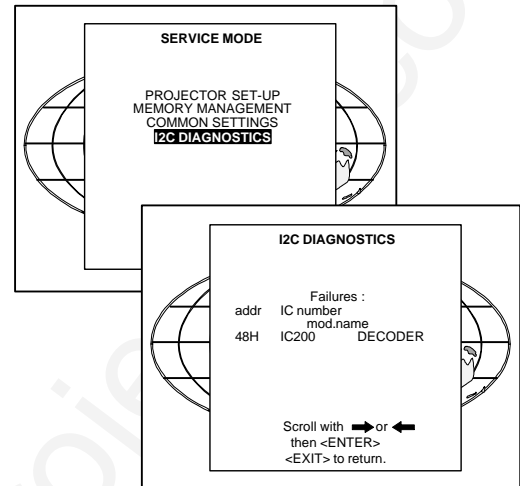 SERVICE MODE
PROJECTOR SET-UP
MEMORY MANAGEMENT
COMMON SETTINGS
I2C DIAGNOSTICS
I2C DIAGNOSTICS
Failures :
addr IC number
mod.name
48H IC200 DECODER
Scroll with or
then <ENTER>
<EXIT> to return.